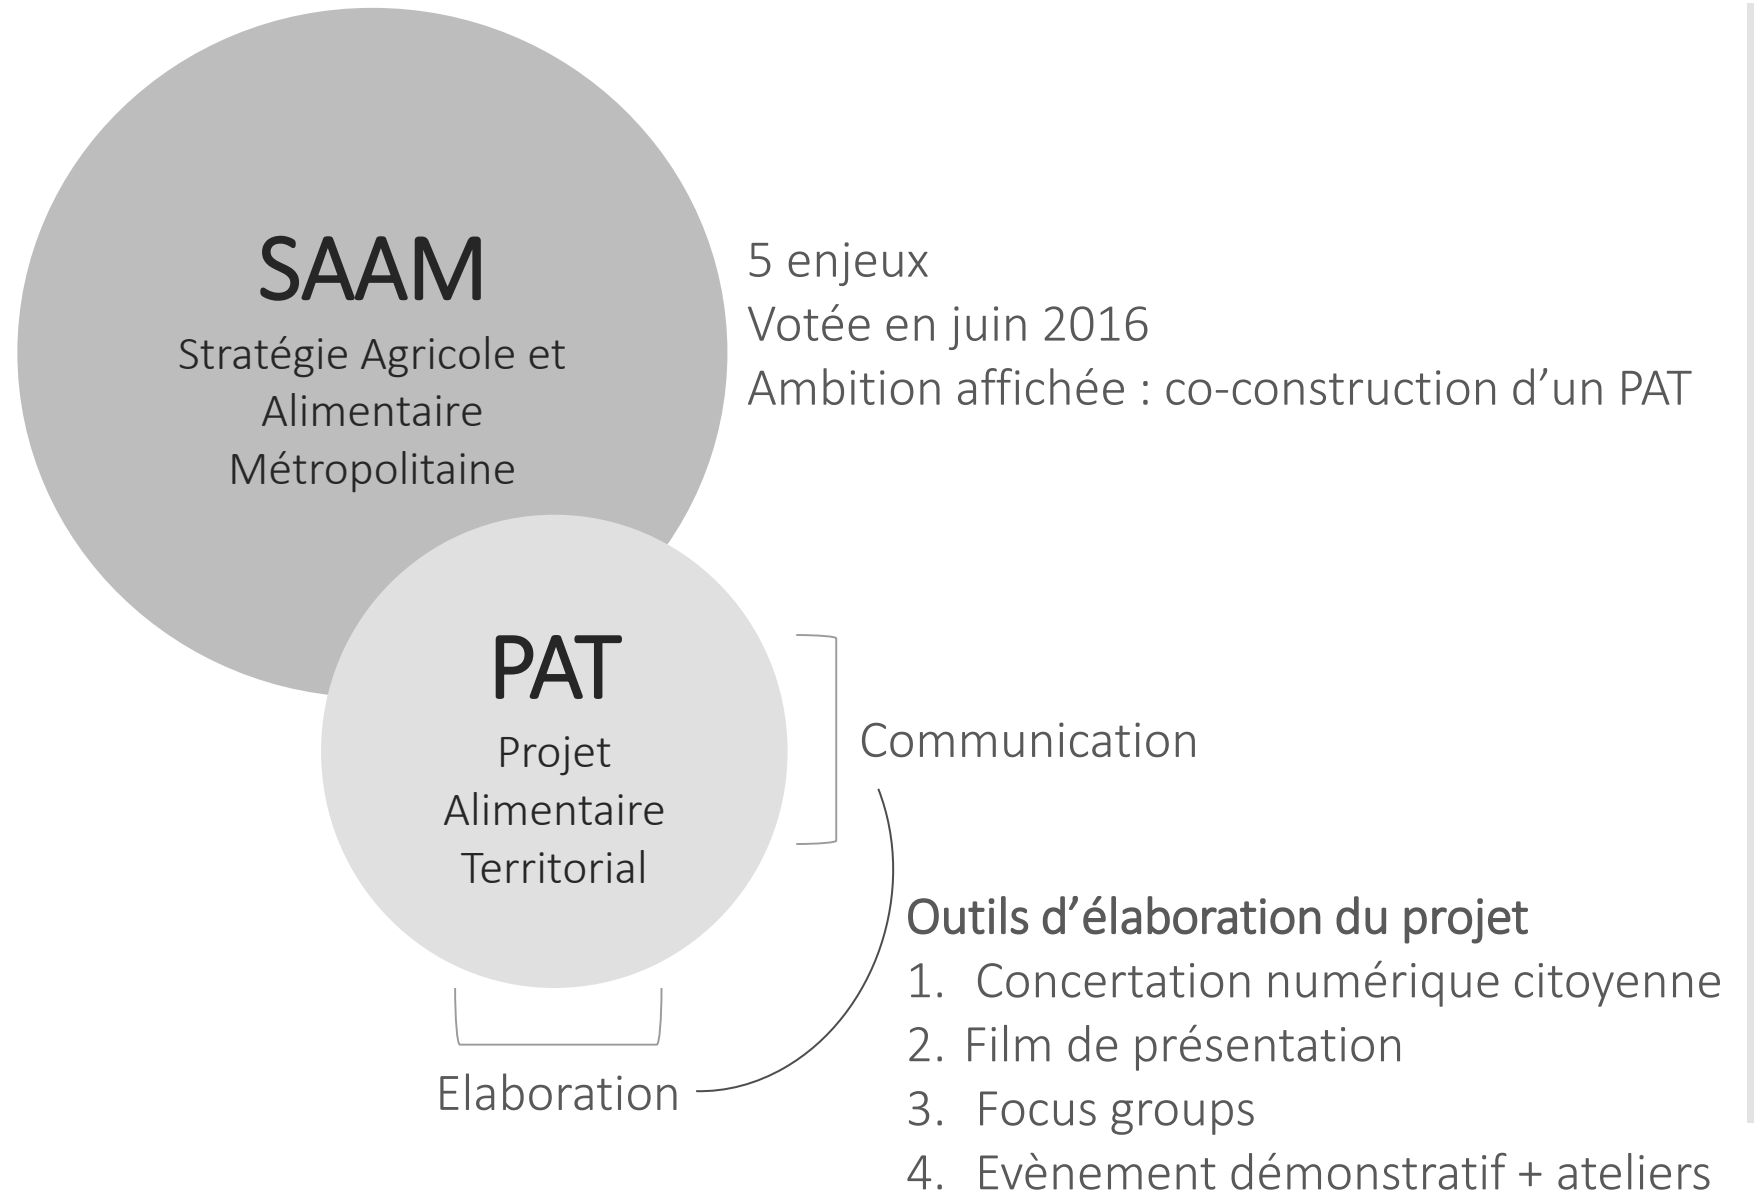 SAAM
Stratégie Agricole et
Alimentaire
Métropolitaine
5 enjeux
Votée en juin 2016
Ambition affichée : co-construction d’un PAT
PAT
Projet
Alimentaire
Territorial
Communication
Elaboration
Outils d’élaboration du projet
1. Concertation numérique citoyenne
2. Film de présentation
3. Focus groups
4. Evènement démonstratif + ateliers